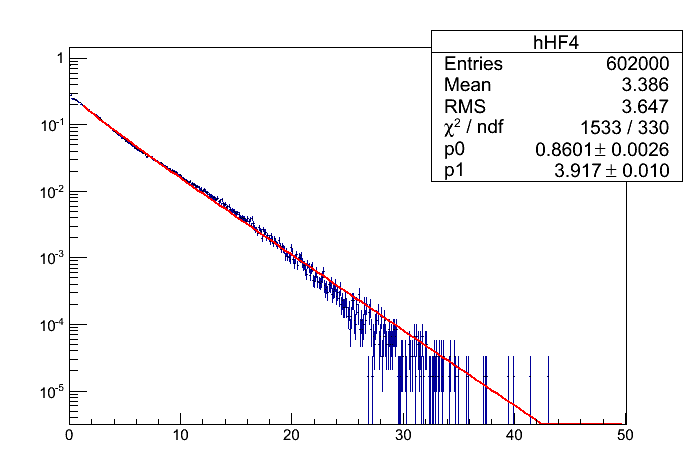 hHF4
Entries 602000
Mean 3.386
RMS 3.647
χ² / ndf 1533 / 330
p0 0.8601 ± 0.0026
p1 3.917 ± 0.010
1
10⁻¹
10⁻²
10⁻³
10⁻⁴
10⁻⁵
0 10 20 30 40 50